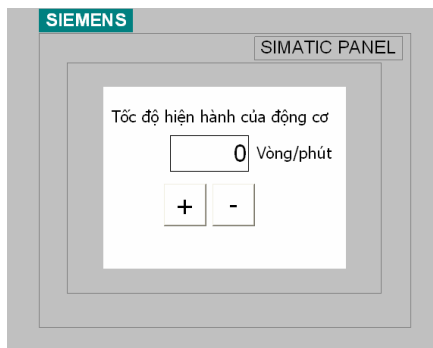 SIEMENS
SIMATIC PANEL
Tốc độ hiện hành của động cơ
0 Vòng/phút
+ -